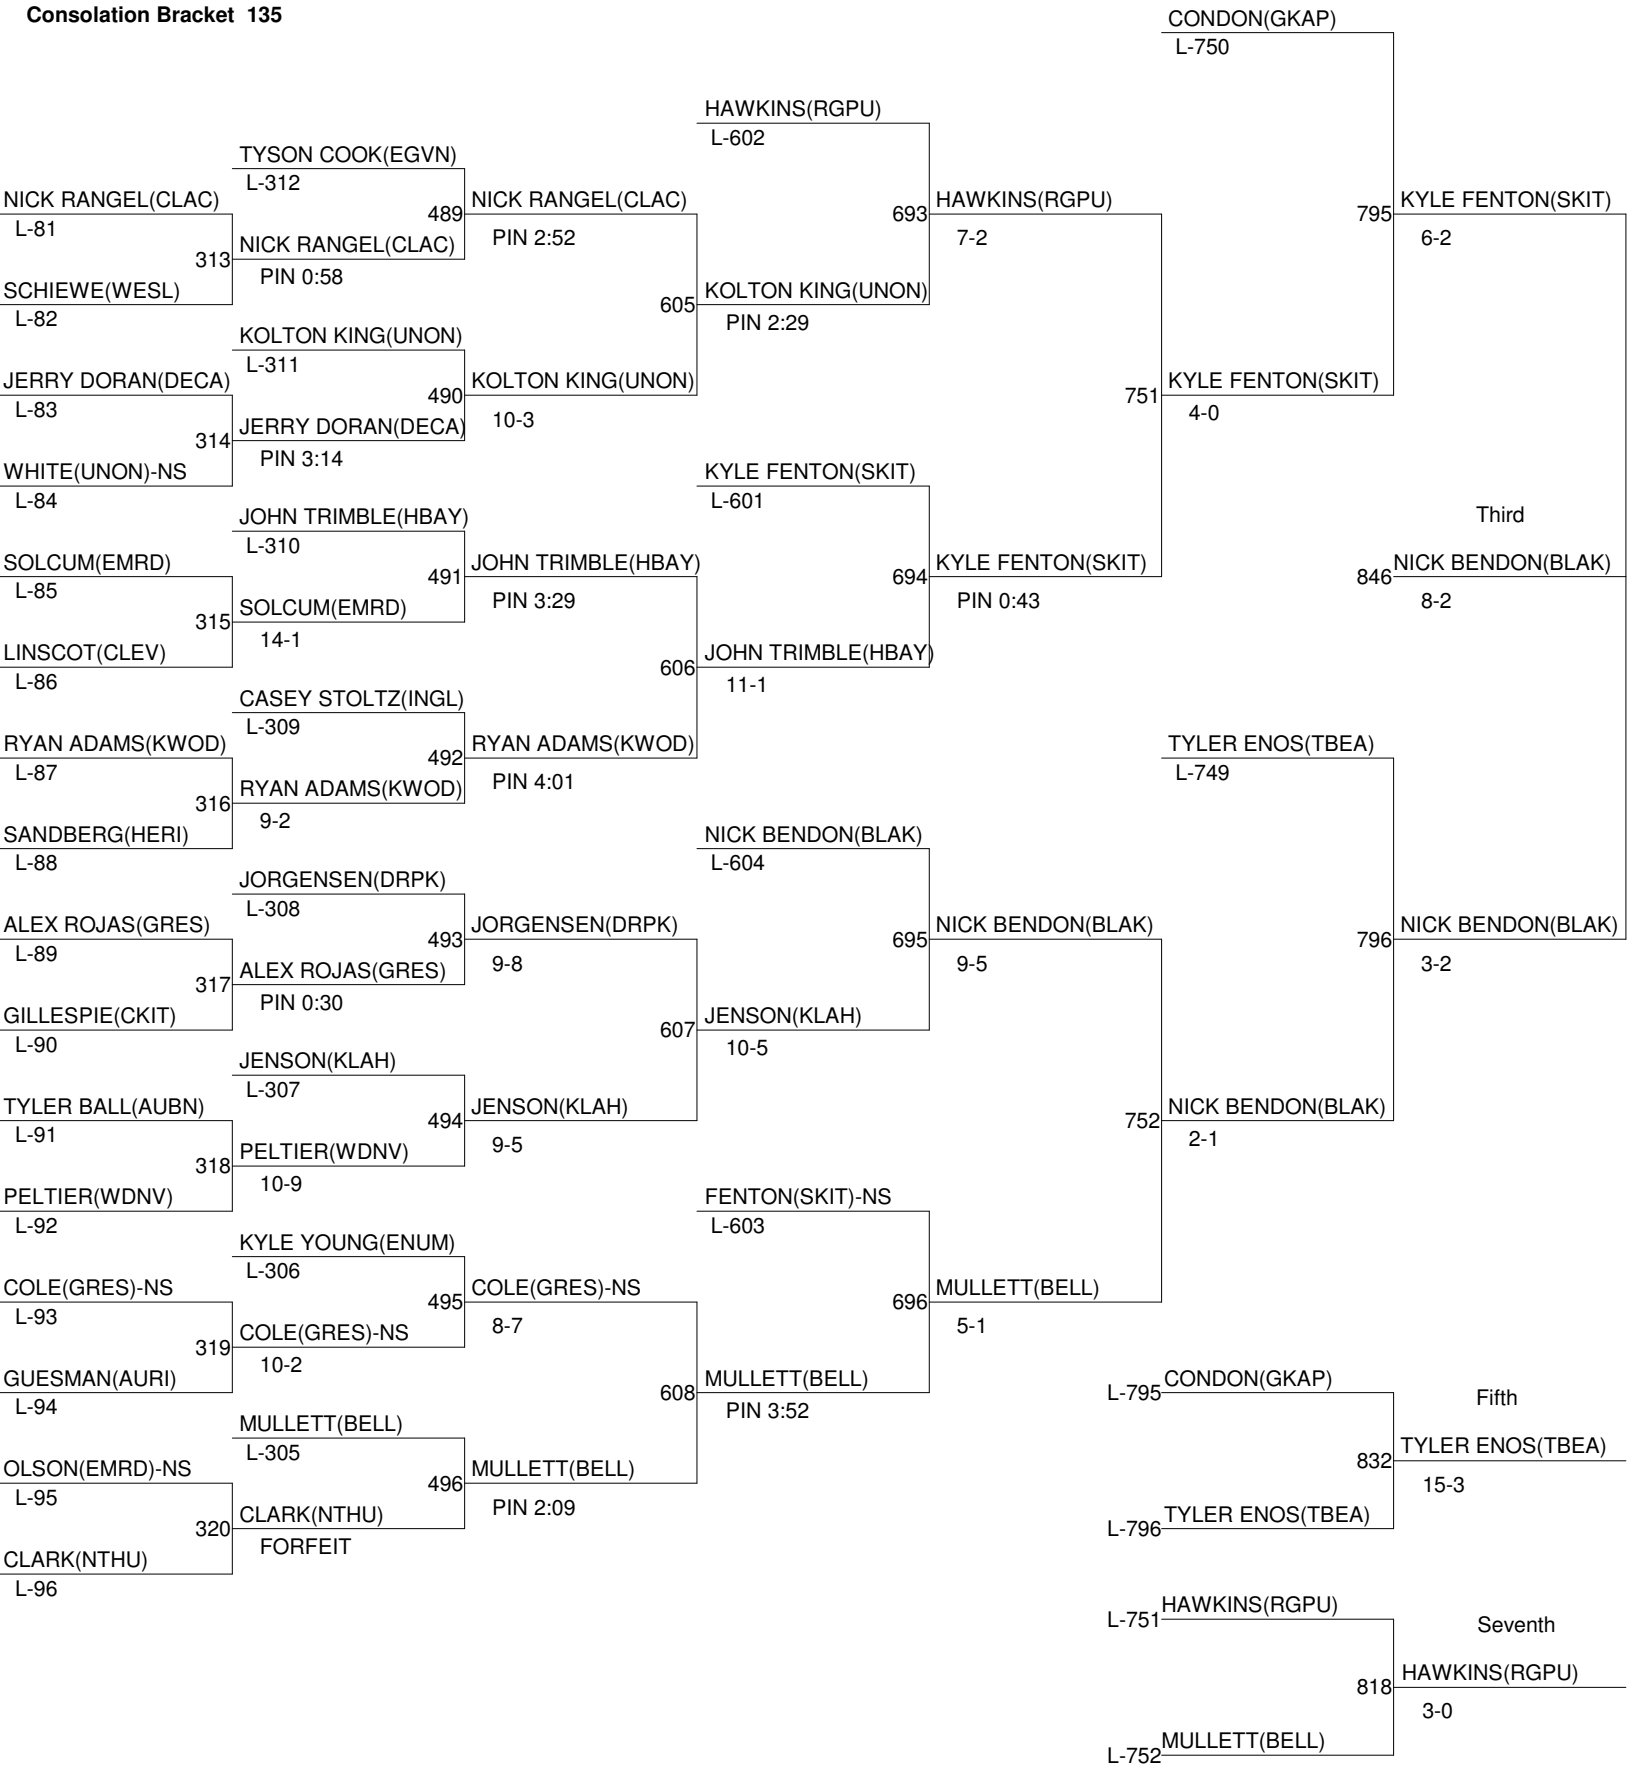 Consolation Bracket 135
NICK RANGEL(CLAC)
L-81
SCHIEWE(WESL)
L-82
JERRY DORAN(DECA)
L-83
WHITE(UNON)-NS
L-84
SOLCUM(EMRD)
L-85
LINSCOT(CLEV)
L-86
RYAN ADAMS(KWOD)
L-87
SANDBERG(HERI)
L-88
ALEX ROJAS(GRES)
L-89
GILLESPIE(CKIT)
L-90
TYLER BALL(AUBN)
L-91
PELTIER(WDNV)
L-92
COLE(GRES)-NS
L-93
GUESMAN(AURI)
L-94
OLSON(EMRD)-NS
L-95
CLARK(NTHU)
L-96
TYSON COOK(EGVN)
L-312
313
NICK RANGEL(CLAC)
PIN 0:58
KOLTON KING(UNON)
L-311
314
JERRY DORAN(DECA)
PIN 3:14
JOHN TRIMBLE(HBAY)
L-310
315
SOLCUM(EMRD)
14-1
CASEY STOLTZ(INGL)
L-309
316
RYAN ADAMS(KWOD)
9-2
JORGENSEN(DRPK)
L-308
317
ALEX ROJAS(GRES)
PIN 0:30
JENSON(KLAH)
L-307
318
PELTIER(WDNV)
10-9
KYLE YOUNG(ENUM)
L-306
319
COLE(GRES)-NS
10-2
MULLETT(BELL)
L-305
320
CLARK(NTHU)
FORFEIT
489
NICK RANGEL(CLAC)
PIN 2:52
490
KOLTON KING(UNON)
10-3
491
JOHN TRIMBLE(HBAY)
PIN 3:29
492
RYAN ADAMS(KWOD)
PIN 4:01
493
JORGENSEN(DRPK)
9-8
494
JENSON(KLAH)
9-5
495
COLE(GRES)-NS
8-7
496
MULLETT(BELL)
PIN 2:09
HAWKINS(RGPU)
L-602
605
KOLTON KING(UNON)
PIN 2:29
KYLE FENTON(SKIT)
L-601
606
JOHN TRIMBLE(HBAY)
11-1
NICK BENDON(BLAK)
L-604
607
JENSON(KLAH)
10-5
FENTON(SKIT)-NS
L-603
608
MULLETT(BELL)
PIN 3:52
693
HAWKINS(RGPU)
7-2
694
KYLE FENTON(SKIT)
PIN 0:43
695
NICK BENDON(BLAK)
9-5
696
MULLETT(BELL)
5-1
CONDON(GKAP)
L-750
751
KYLE FENTON(SKIT)
4-0
TYLER ENOS(TBEA)
L-749
752
NICK BENDON(BLAK)
2-1
795
KYLE FENTON(SKIT)
6-2
Third
846
NICK BENDON(BLAK)
8-2
796
NICK BENDON(BLAK)
3-2
L-795
CONDON(GKAP)
Fifth
832
TYLER ENOS(TBEA)
15-3
L-796
TYLER ENOS(TBEA)
L-751
HAWKINS(RGPU)
Seventh
818
HAWKINS(RGPU)
3-0
L-752
MULLETT(BELL)